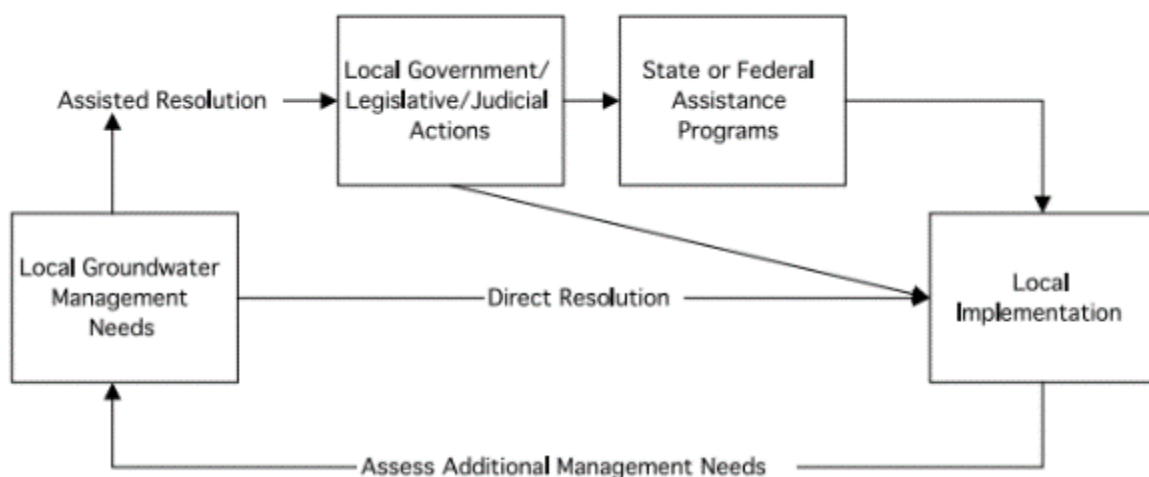 Assisted Resolution
Local Government/
Legislative/Judicial
Actions
State or Federal
Assistance
Programs
Local Groundwater
Management
Needs
Direct Resolution
Local
Implementation
Assess Additional Management Needs